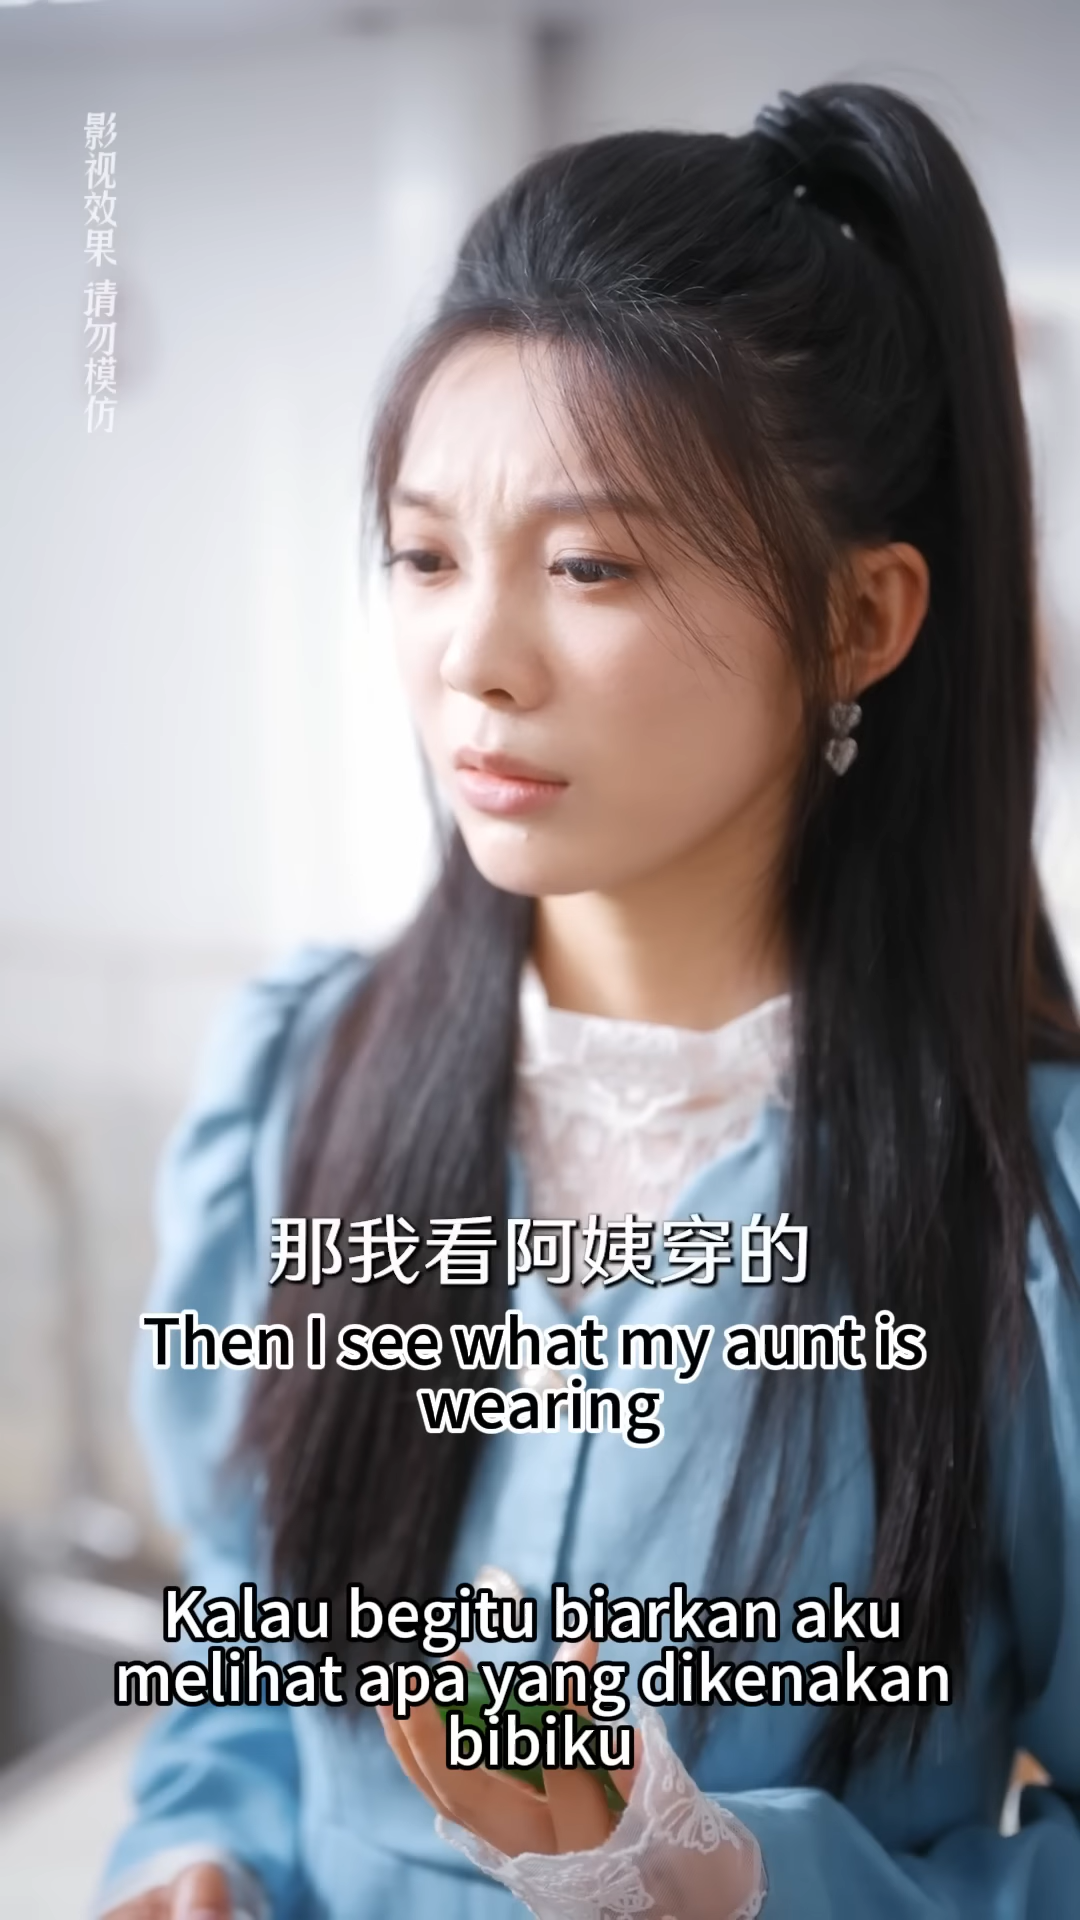 影视效果 请勿模仿
那我看阿姨穿的
Then I see what my aunt is
wearing
Kalau begitu biarkan aku
melihat apa yang dikenakan
bibiku